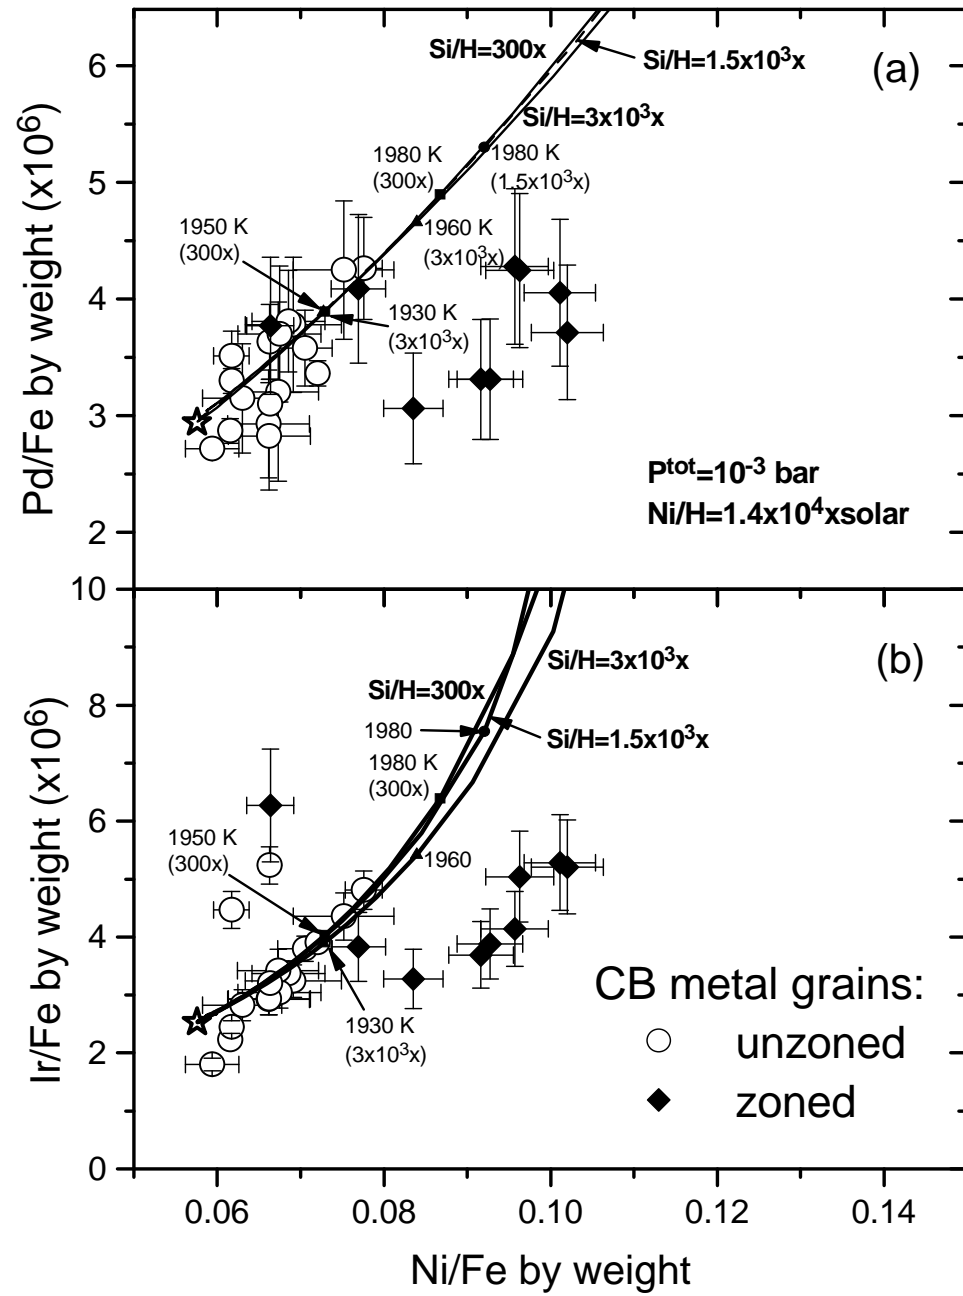 Pd/Fe by weight (x10⁶)
6
5
4
3
2
(a)
Si/H=300x
Si/H=1.5x10³x
Si/H=3x10³x
1980 K
(300x)
1980 K
(1.5x10³x)
1960 K
(3x10³x)
1950 K
(300x)
1930 K
(3x10³x)
Pᵗᵒᵗ=10⁻³ bar
Ni/H=1.4x10⁴xsolar
Ir/Fe by weight (x10⁶)
10
8
6
4
2
0
(b)
Si/H=3x10³x
Si/H=300x
1980
Si/H=1.5x10³x
1980 K
(300x)
1950 K
(300x)
1960
1930 K
(3x10³x)
CB metal grains:
unzoned
zoned
0.06
0.08
0.10
0.12
0.14
Ni/Fe by weight